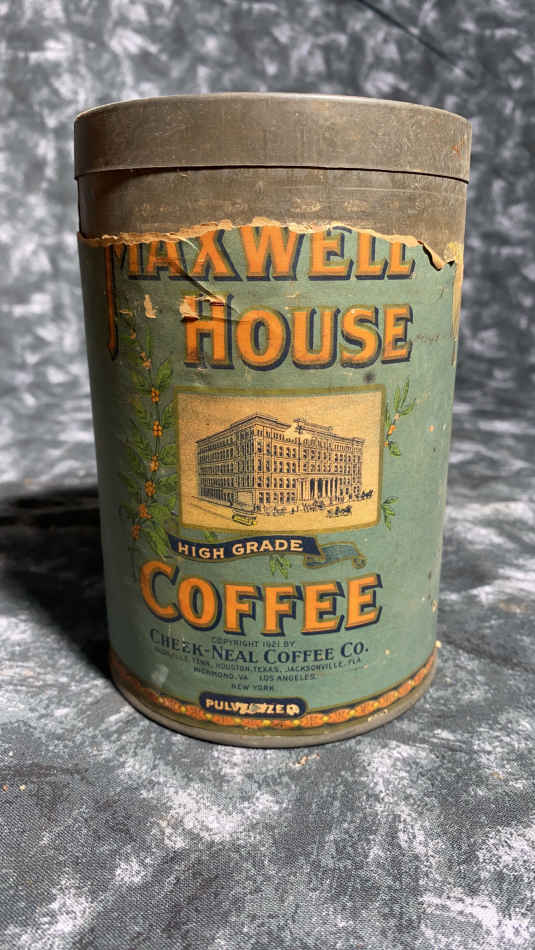 MAXWELL
HOUSE
HIGH GRADE
COFFEE
COPYRIGHT 1921 BY
CHEEK-NEAL COFFEE CO.
TENN. HOUSTON, TEXAS, JACKSONVILLE, FLA.
RICHMOND, VA. LOS ANGELES.
NEW YORK.